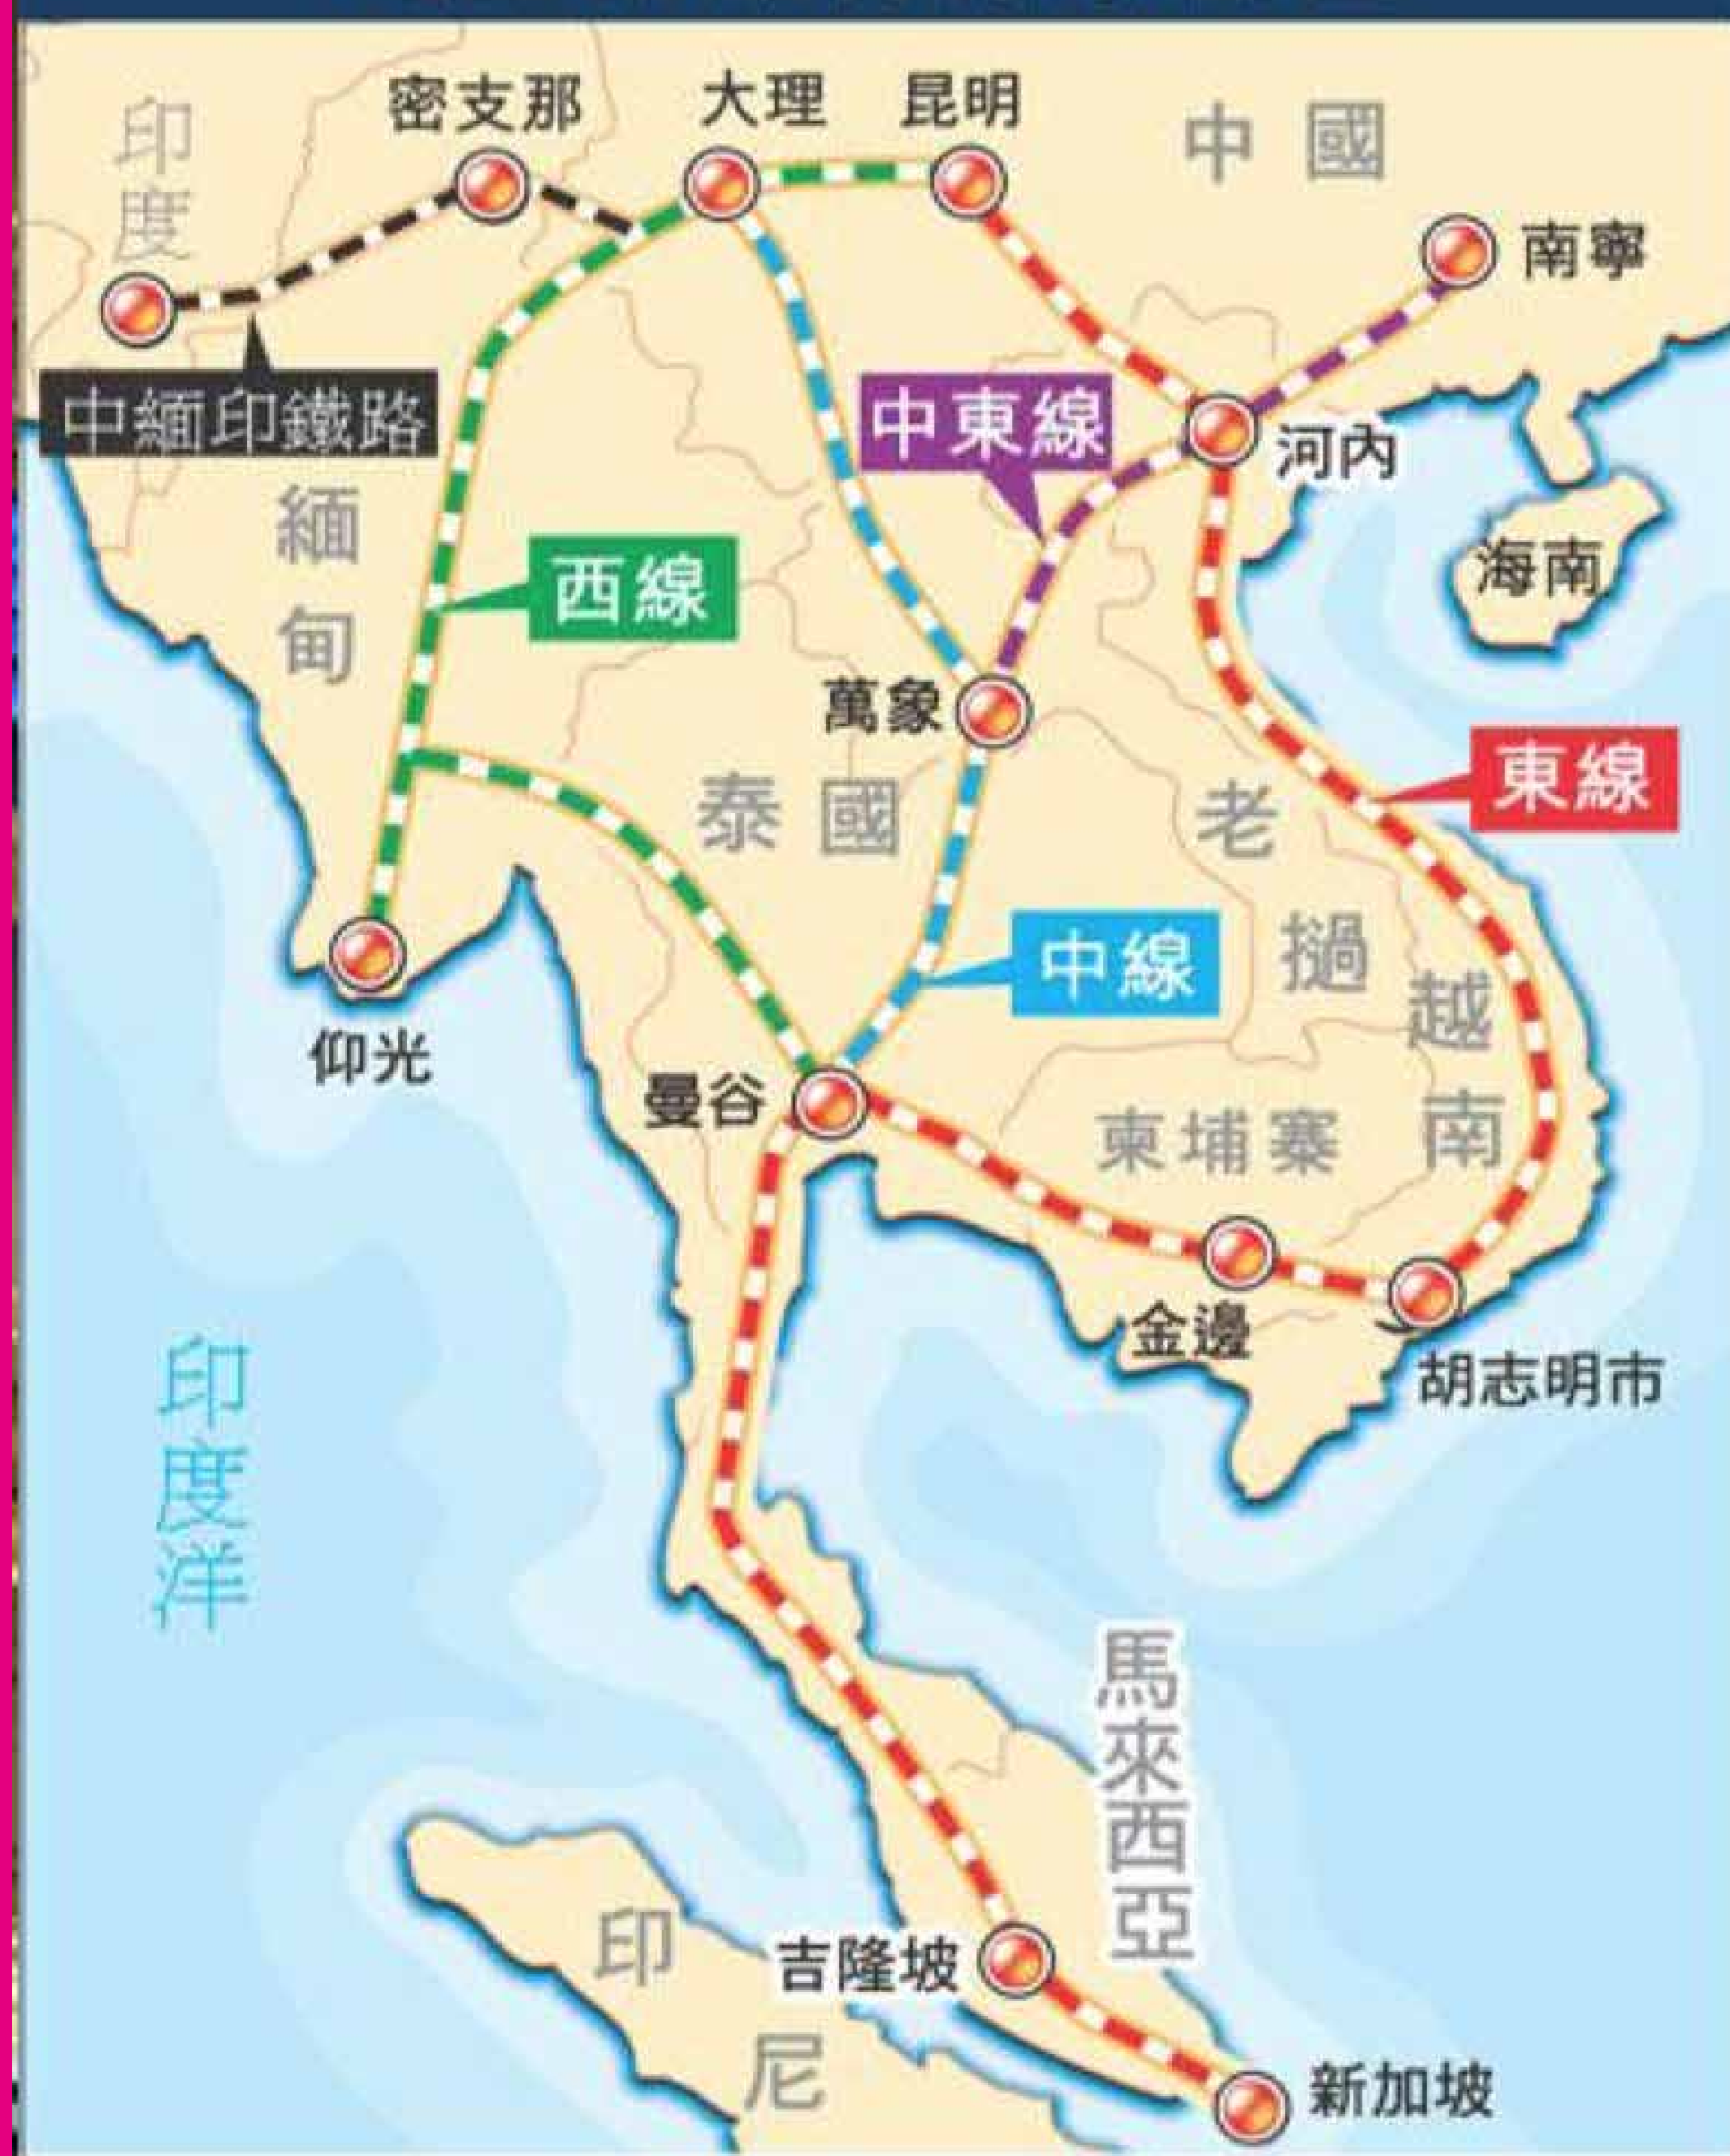 密支那
大理
昆明
中國
印度
南寧
中緬印鐵路
中東線
河內
緬甸
西線
海南
萬象
泰國
老撾
東線
中線
越南
仰光
曼谷
柬埔寨
金邊
胡志明市
印度洋
馬來西亞
印尼
吉隆坡
新加坡